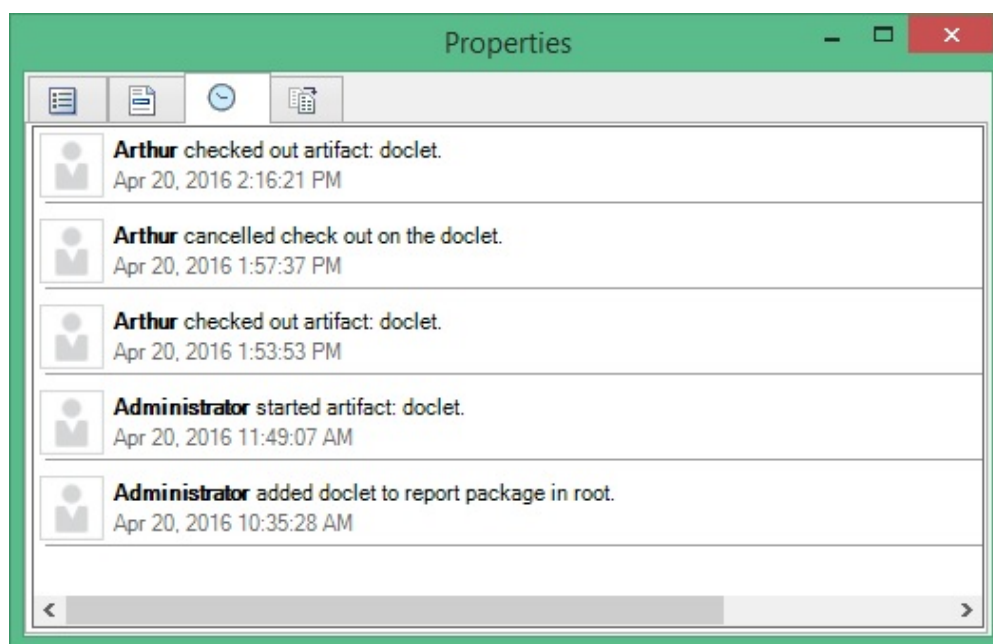 Properties
Arthur checked out artifact: doclet.
Apr 20, 2016 2:16:21 PM
Arthur cancelled check out on the doclet.
Apr 20, 2016 1:57:37 PM
Arthur checked out artifact: doclet.
Apr 20, 2016 1:53:53 PM
Administrator started artifact: doclet.
Apr 20, 2016 11:49:07 AM
Administrator added doclet to report package in root.
Apr 20, 2016 10:35:28 AM